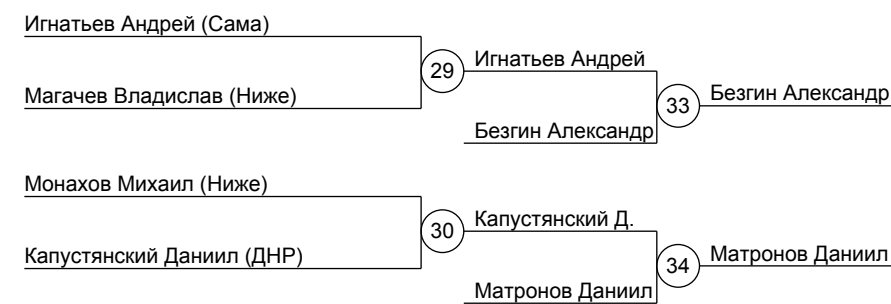 Игнатьев Андрей (Сама)
29
Игнатьев Андрей
Магачев Владислав (Ниже)
33
Безгин Александр
Безгин Александр
Монахов Михаил (Ниже)
30
Капустянский Д.
Капустянский Даниил (ДНР)
34
Матронов Даниил
Матронов Даниил